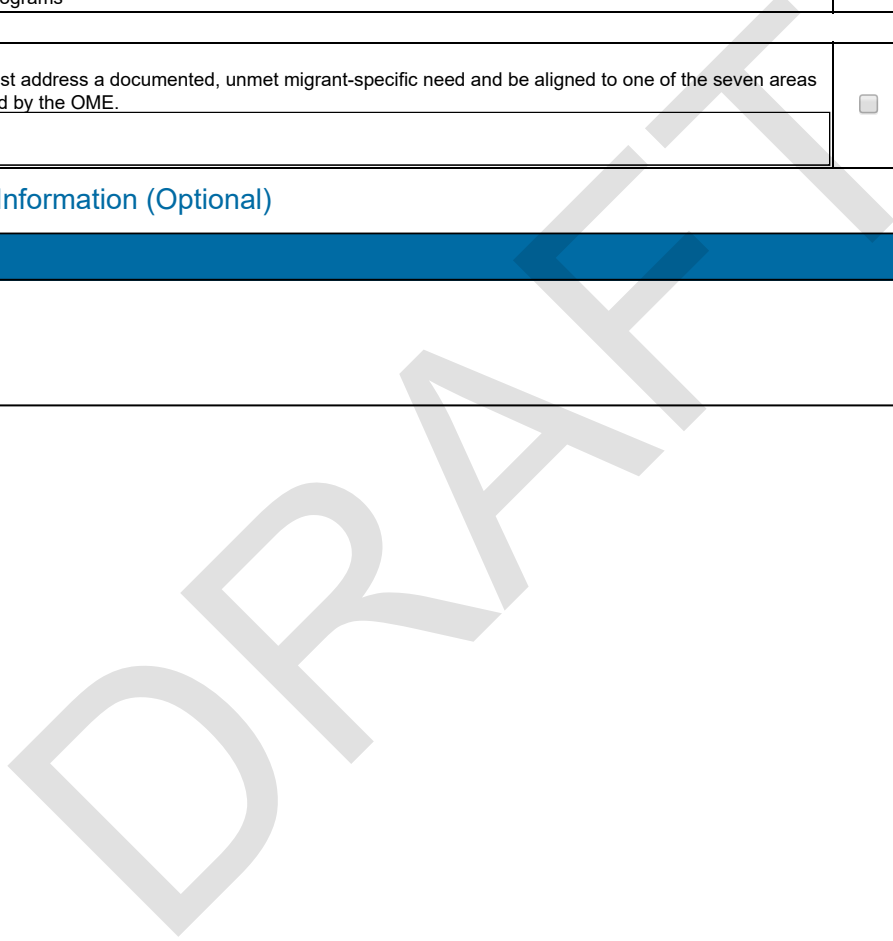 st address a documented, unmet migrant-specific need and be aligned to one of the seven areas
by the OME.
Information (Optional)
DRAFT